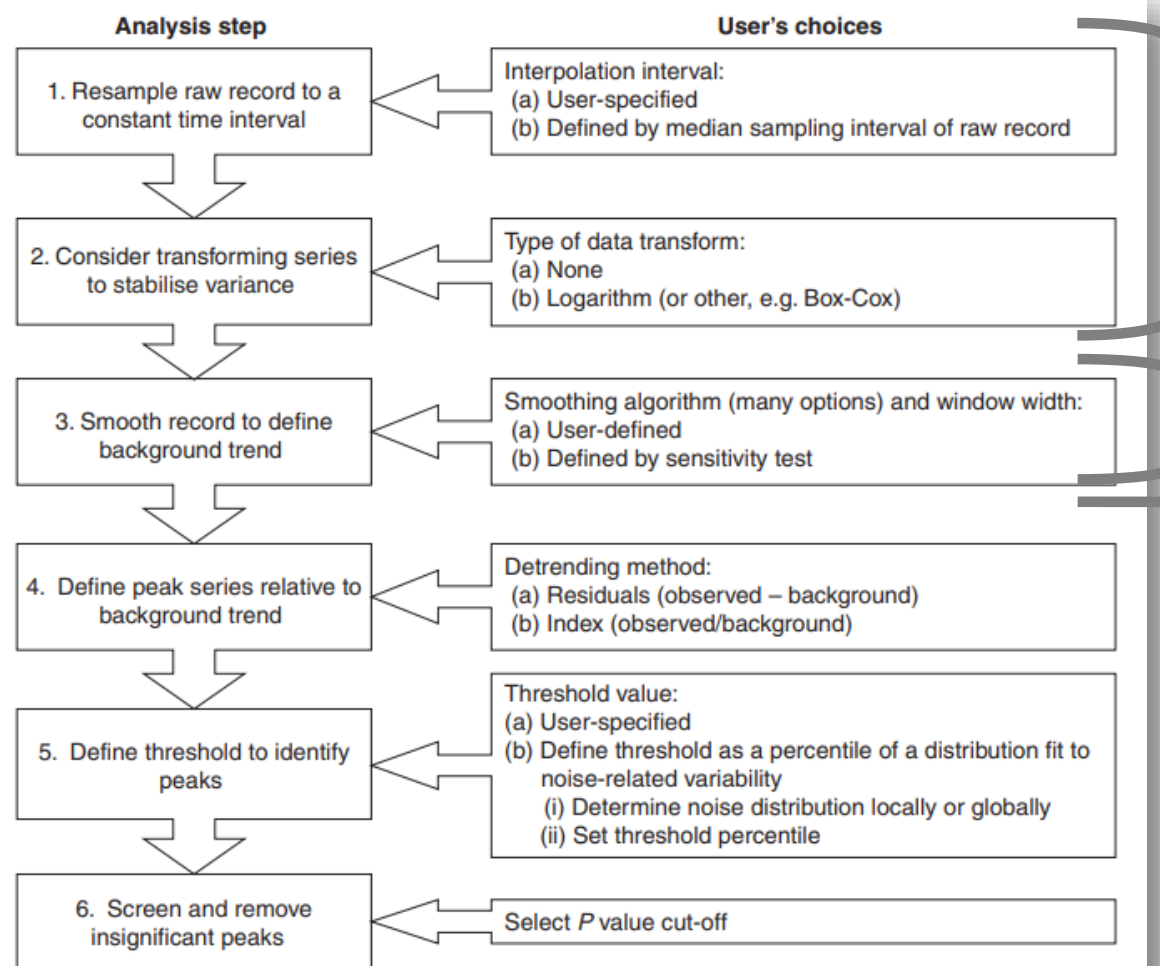 Analysis step
User's choices
1. Resample raw record to a
constant time interval
Interpolation interval:
(a) User-specified
(b) Defined by median sampling interval of raw record
2. Consider transforming series
to stabilise variance
Type of data transform:
(a) None
(b) Logarithm (or other, e.g. Box-Cox)
3. Smooth record to define
background trend
Smoothing algorithm (many options) and window width:
(a) User-defined
(b) Defined by sensitivity test
4. Define peak series relative to
background trend
Detrending method:
(a) Residuals (observed – background)
(b) Index (observed/background)
5. Define threshold to identify
peaks
Threshold value:
(a) User-specified
(b) Define threshold as a percentile of a distribution fit to
noise-related variability
(i) Determine noise distribution locally or globally
(ii) Set threshold percentile
6. Screen and remove
insignificant peaks
Select P value cut-off